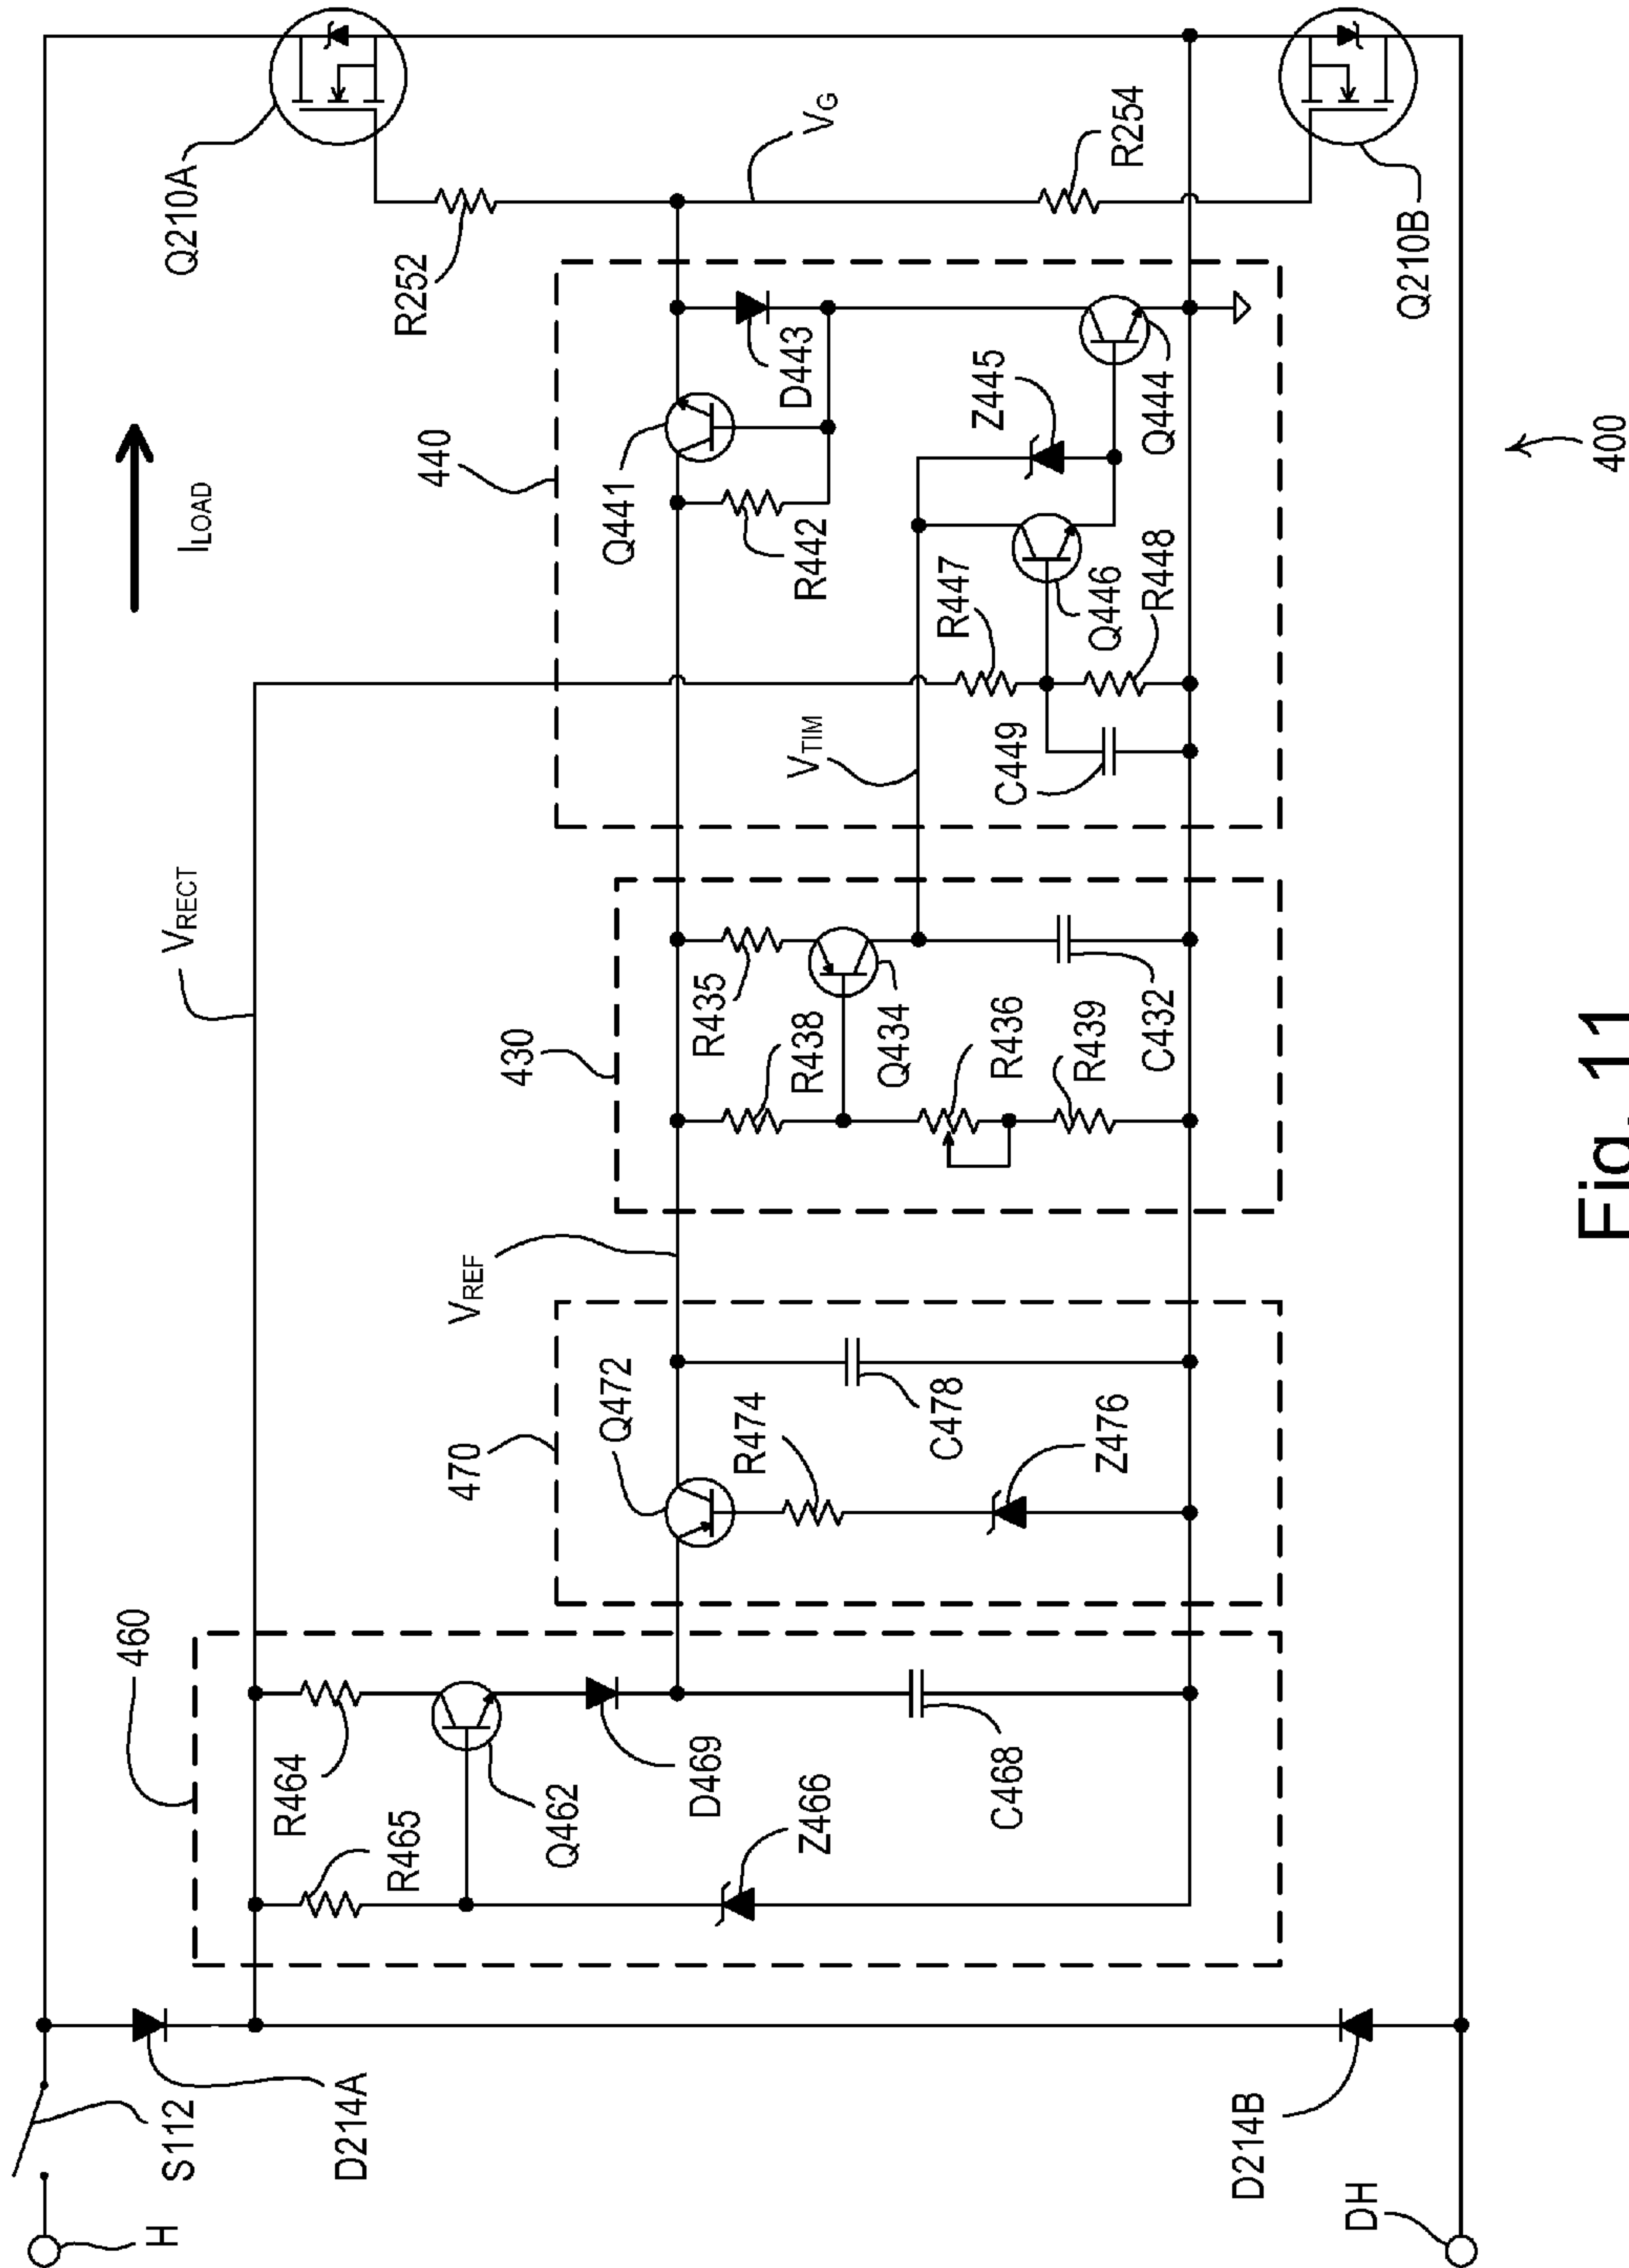 H
S112
D214A
D214B
DH
460
R464
R465
Q462
D469
Z466
C468
470
Q472
R474
C478
Z476
V_REF
V_RECT
430
R435
R438
Q434
R436
R439
C432
V_TIM
440
Q441
R442
D443
Z445
Q444
R447
Q446
R448
C449
I_LOAD
Q210A
R252
V_G
R254
Q210B
400
Fig. 11